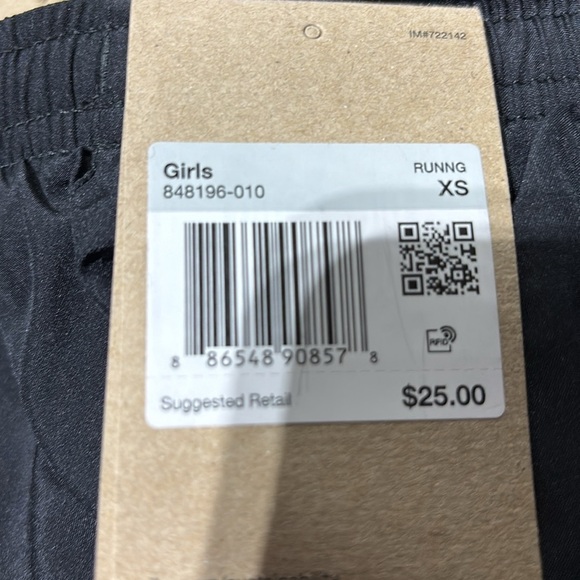 IM#722142
Girls
848196-010
RUNNG
XS
RFID
8 86548 90857 8
Suggested Retail
$25.00